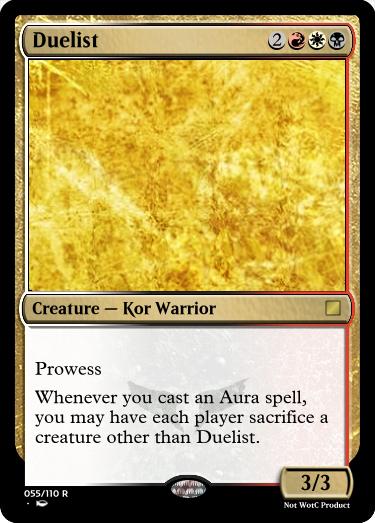 Duelist 2
Creature — Kor Warrior
Prowess
Whenever you cast an Aura spell,
you may have each player sacrifice a
creature other than Duelist.
3/3
055/110 R
Not WotC Product